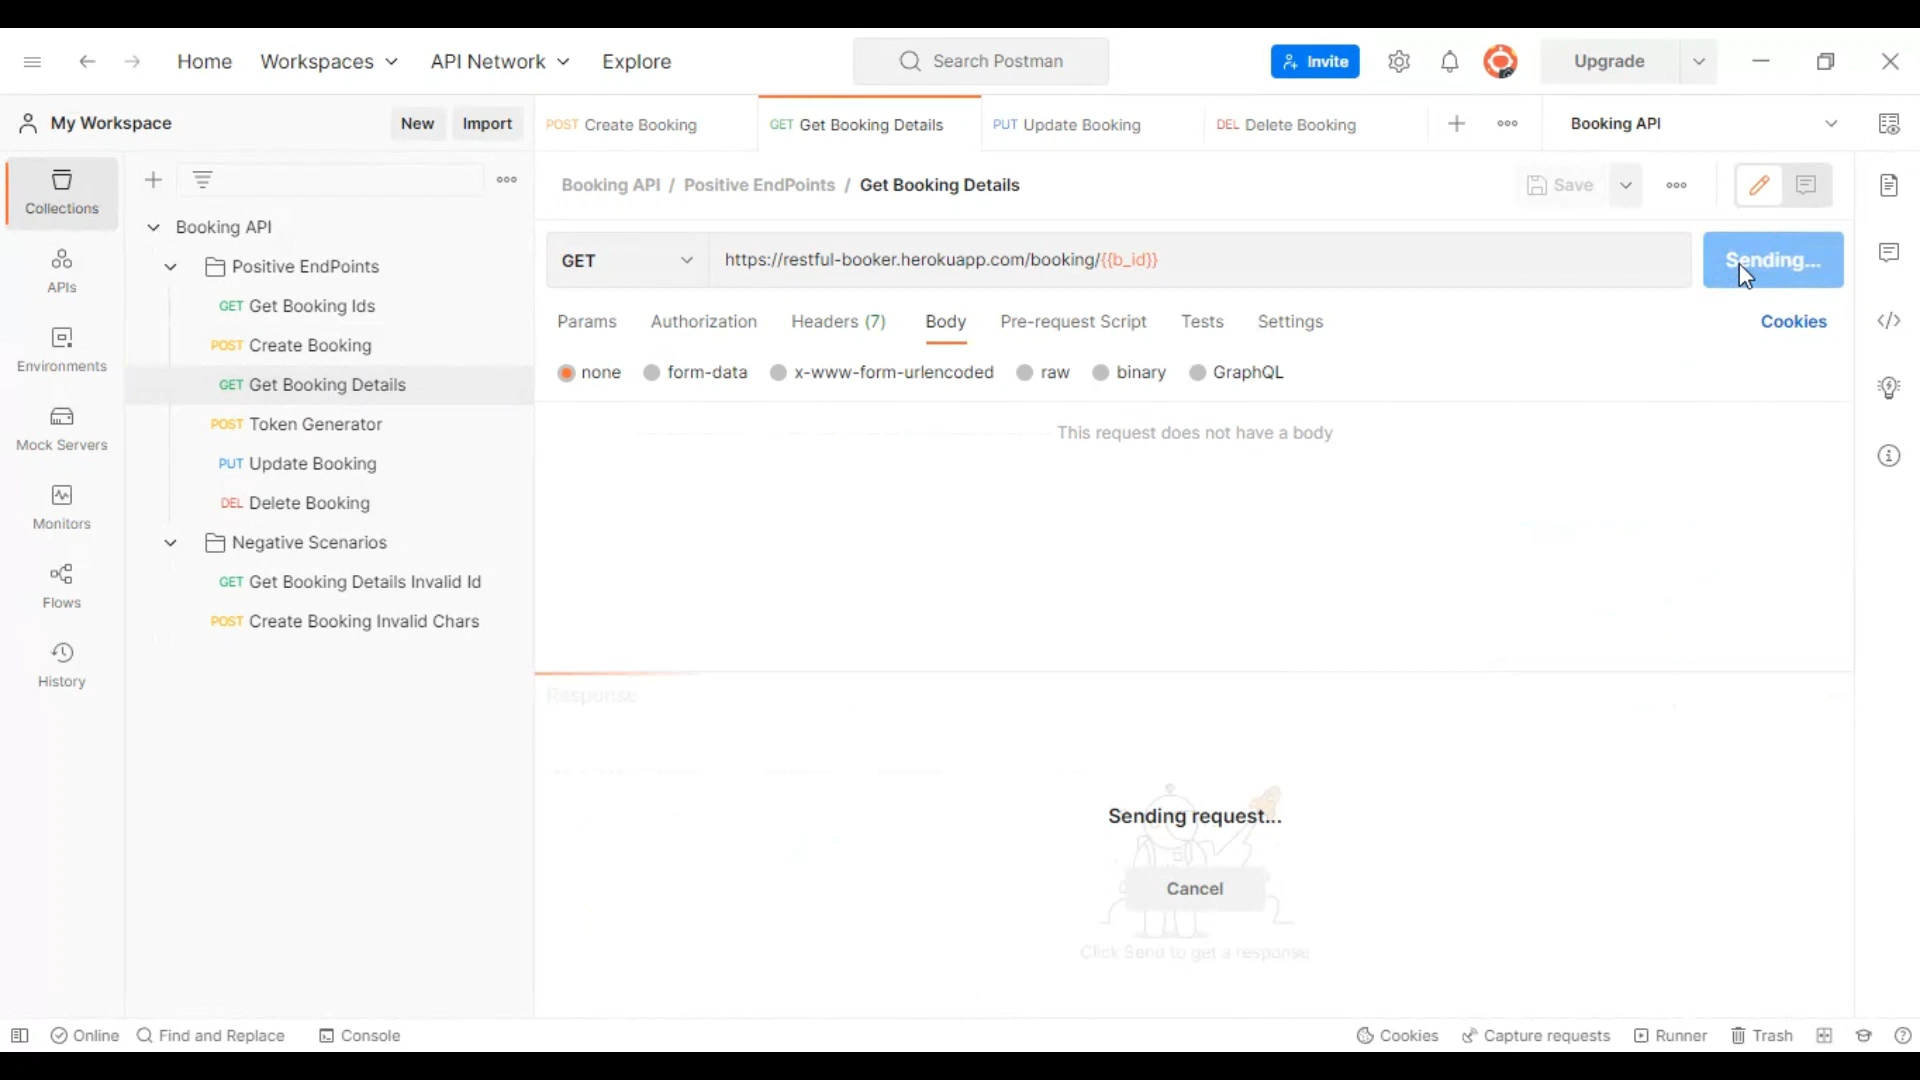 Home Workspaces API Network Explore Search Postman Invite Upgrade
My Workspace New Import POST Create Booking GET Get Booking Details PUT Update Booking DEL Delete Booking Booking API
Booking API / Positive EndPoints / Get Booking Details Save
Collections
APIs
Environments
Mock Servers
Monitors
Flows
History
Booking API
Positive EndPoints
GET Get Booking Ids
POST Create Booking
GET Get Booking Details
POST Token Generator
PUT Update Booking
DEL Delete Booking
Negative Scenarios
GET Get Booking Details Invalid Id
POST Create Booking Invalid Chars
GET https://restful-booker.herokuapp.com/booking/{{b_id}} Sending...
Params Authorization Headers (7) Body Pre-request Script Tests Settings Cookies
none form-data x-www-form-urlencoded raw binary GraphQL
This request does not have a body
Response
Sending request...
Cancel
Click Send to get a response
Online Find and Replace Console Cookies Capture requests Runner Trash